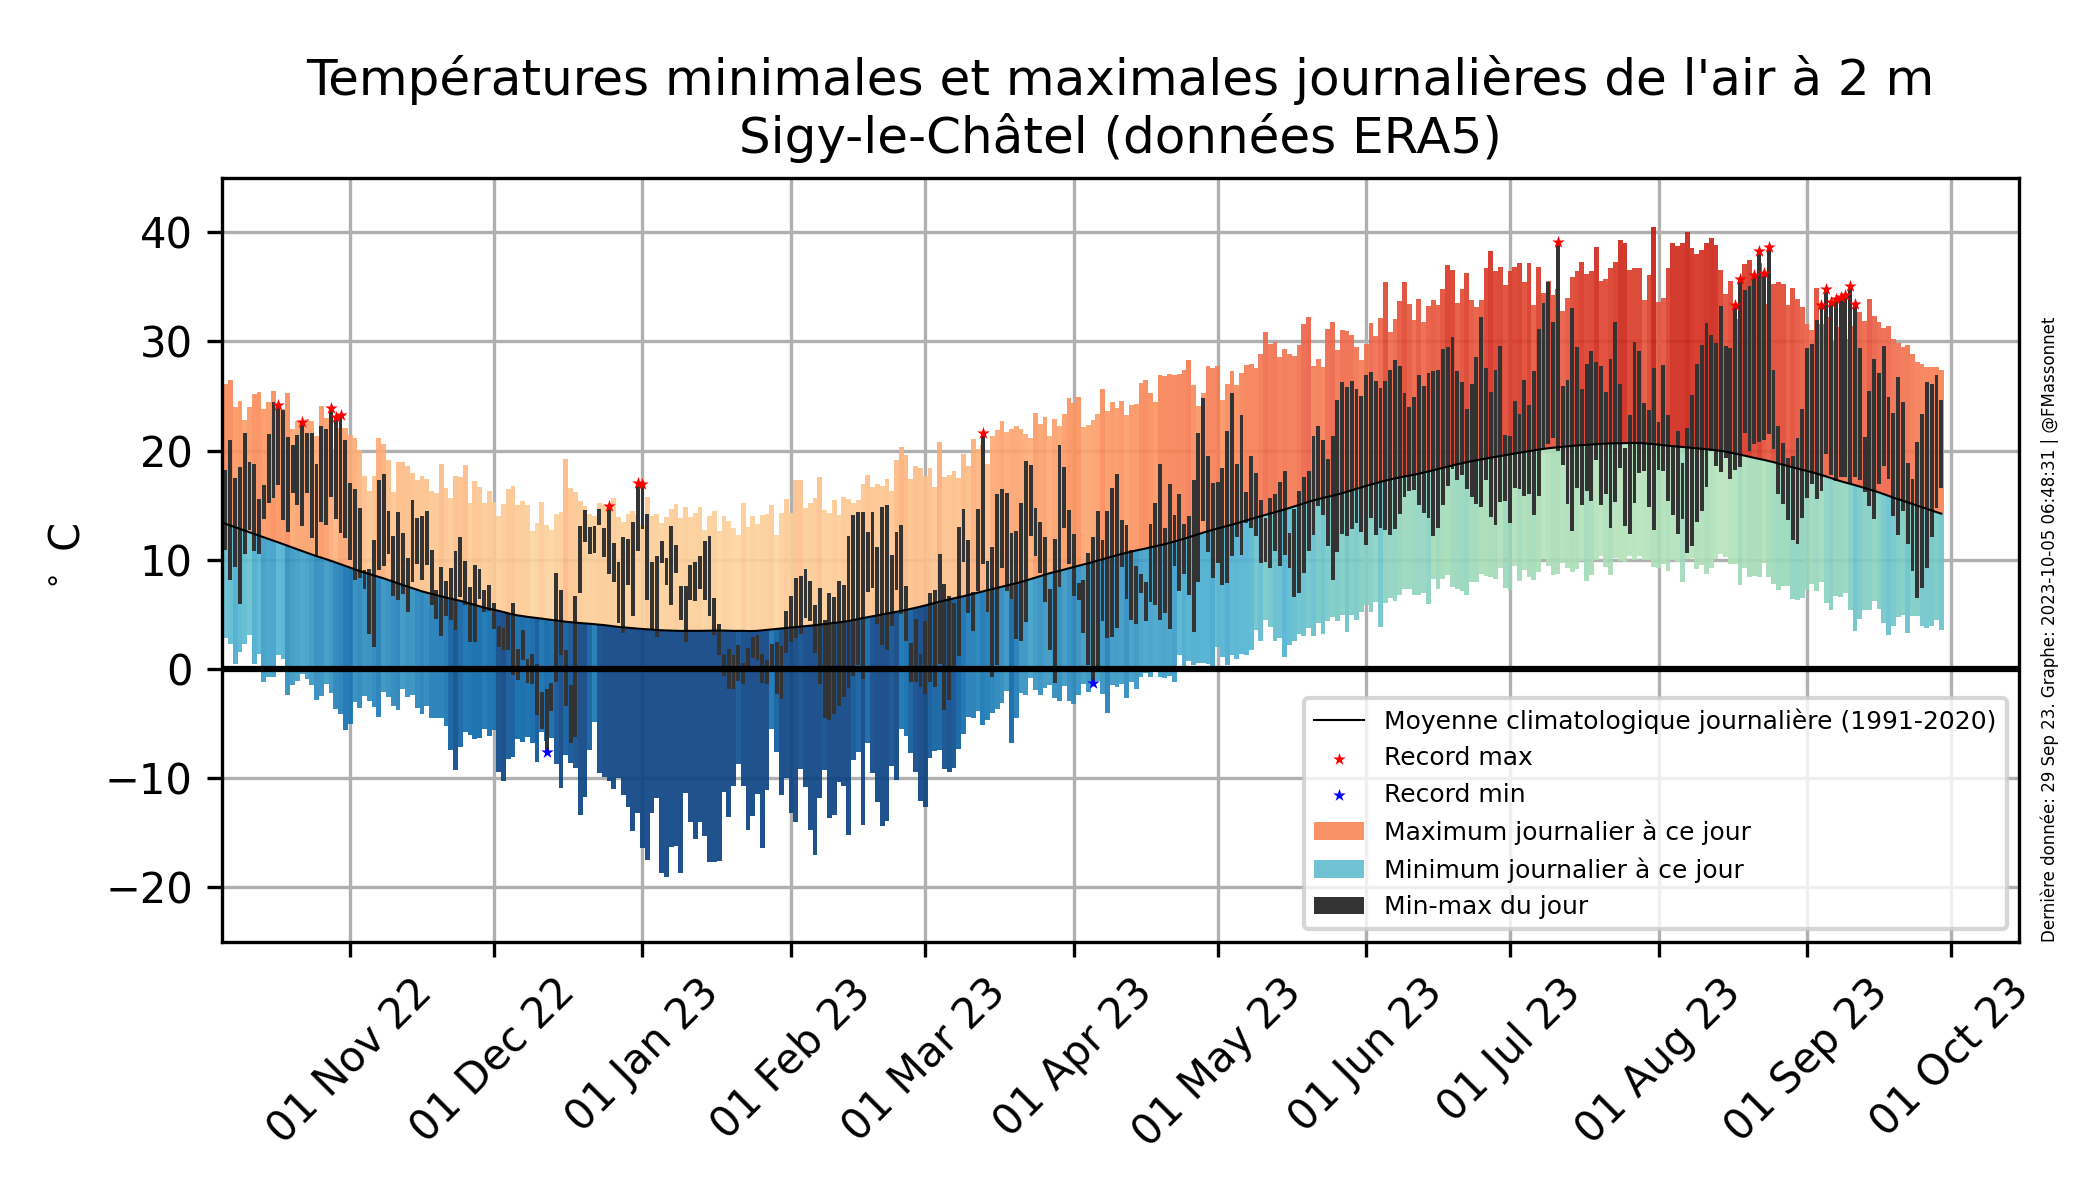 Températures minimales et maximales journalières de l'air à 2 m
Sigy-le-Châtel (données ERA5)
° C
40
30
20
10
0
−10
−20
01 Nov 22
01 Dec 22
01 Jan 23
01 Feb 23
01 Mar 23
01 Apr 23
01 May 23
01 Jun 23
01 Jul 23
01 Aug 23
01 Sep 23
01 Oct 23
Moyenne climatologique journalière (1991-2020)
Record max
Record min
Maximum journalier à ce jour
Minimum journalier à ce jour
Min-max du jour
Dernière donnée: 29 Sep 23. Graphe: 2023-10-05 06:48:31 | @FMassonnet